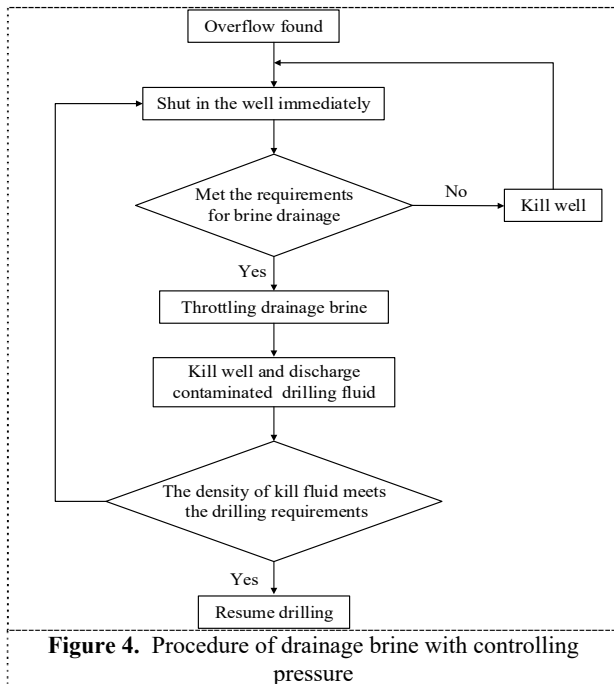 Overflow found
Shut in the well immediately
Met the requirements
for brine drainage
No
Kill well
Yes
Throttling drainage brine
Kill well and discharge
contaminated drilling fluid
The density of kill fluid meets
the drilling requirements
Yes
Resume drilling
Figure 4. Procedure of drainage brine with controlling
pressure